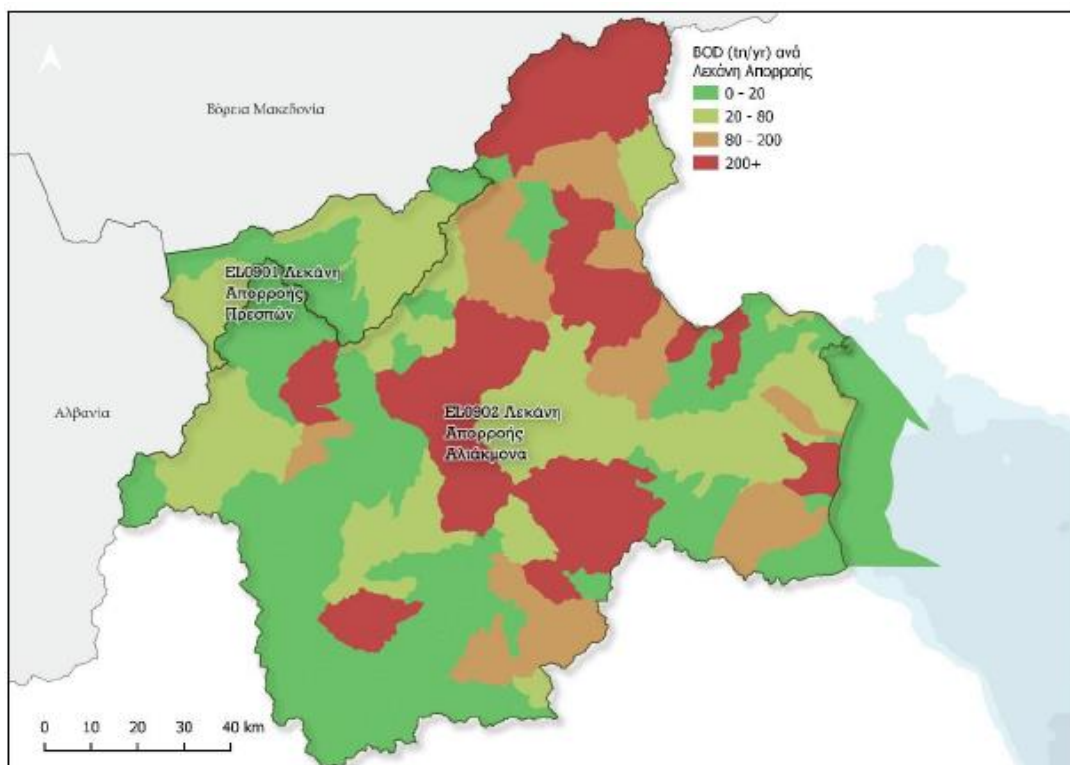 BOD (tn/yr) ανά
Λεκάνη Απορροής
0 - 20
20 - 80
80 - 200
200+
Βόρεια Μακεδονία
EL0901 Λεκάνη
Απορροής
Πρεσπών
Αλβανία
EL0902 Λεκάνη
Απορροής
Αλιάκμονα
0 10 20 30 40 km